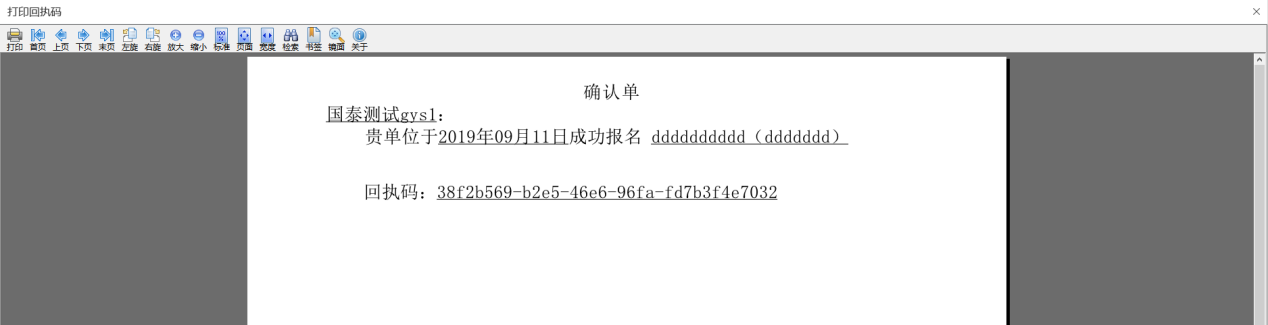 打印回执码
打印 首页 上页 下页 末页 左旋 右旋 放大 缩小 标准 页面 宽度 检索 书签 镜面 关于
确认单
国泰测试gys1：
贵单位于2019年09月11日成功报名 dddddddddd（ddddddd）
回执码：38f2b569-b2e5-46e6-96fa-fd7b3f4e7032